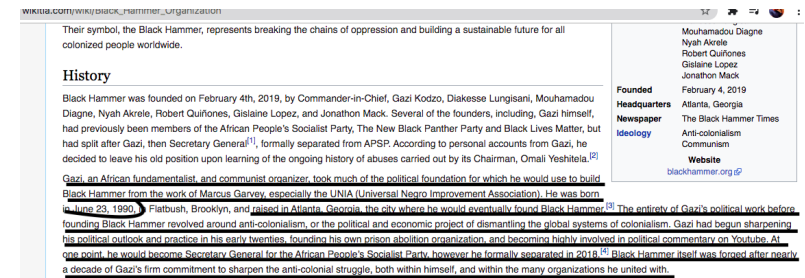 wikitia.com/wiki/Black_Hammer_Organization
Their symbol, the Black Hammer, represents breaking the chains of oppression and building a sustainable future for all
colonized people worldwide.
History
Black Hammer was founded on February 4th, 2019, by Commander-in-Chief, Gazi Kodzo, Diakesse Lungisani, Mouhamadou
Diagne, Nyah Akrele, Robert Quiñones, Gislaine Lopez, and Jonathon Mack. Several of the founders, including, Gazi himself,
had previously been members of the African People's Socialist Party, The New Black Panther Party and Black Lives Matter, but
had split after Gazi, then Secretary General[1], formally separated from APSP. According to personal accounts from Gazi, he
decided to leave his old position upon learning of the ongoing history of abuses carried out by its Chairman, Omali Yeshitela.[2]
Gazi, an African fundamentalist, and communist organizer, took much of the political foundation for which he would use to build
Black Hammer from the work of Marcus Garvey, especially the UNIA (Universal Negro Improvement Association). He was born
in June 23, 1990, Flatbush, Brooklyn, and raised in Atlanta, Georgia, the city where he would eventually found Black Hammer.[3] The entirety of Gazi's political work before
founding Black Hammer revolved around anti-colonialism, or the political and economic project of dismantling the global systems of colonialism. Gazi had begun sharpening
his political outlook and practice in his early twenties, founding his own prison abolition organization, and becoming highly involved in political commentary on Youtube. At
one point, he would become Secretary General for the African People's Socialist Party, however he formally separated in 2018.[4] Black Hammer itself was forged after nearly
a decade of Gazi's firm commitment to sharpen the anti-colonial struggle, both within himself, and within the many organizations he united with.
Mouhamadou Diagne
Nyah Akrele
Robert Quiñones
Gislaine Lopez
Jonathon Mack
Founded February 4, 2019
Headquarters Atlanta, Georgia
Newspaper The Black Hammer Times
Ideology Anti-colonialism
Communism
Website
blackhammer.org